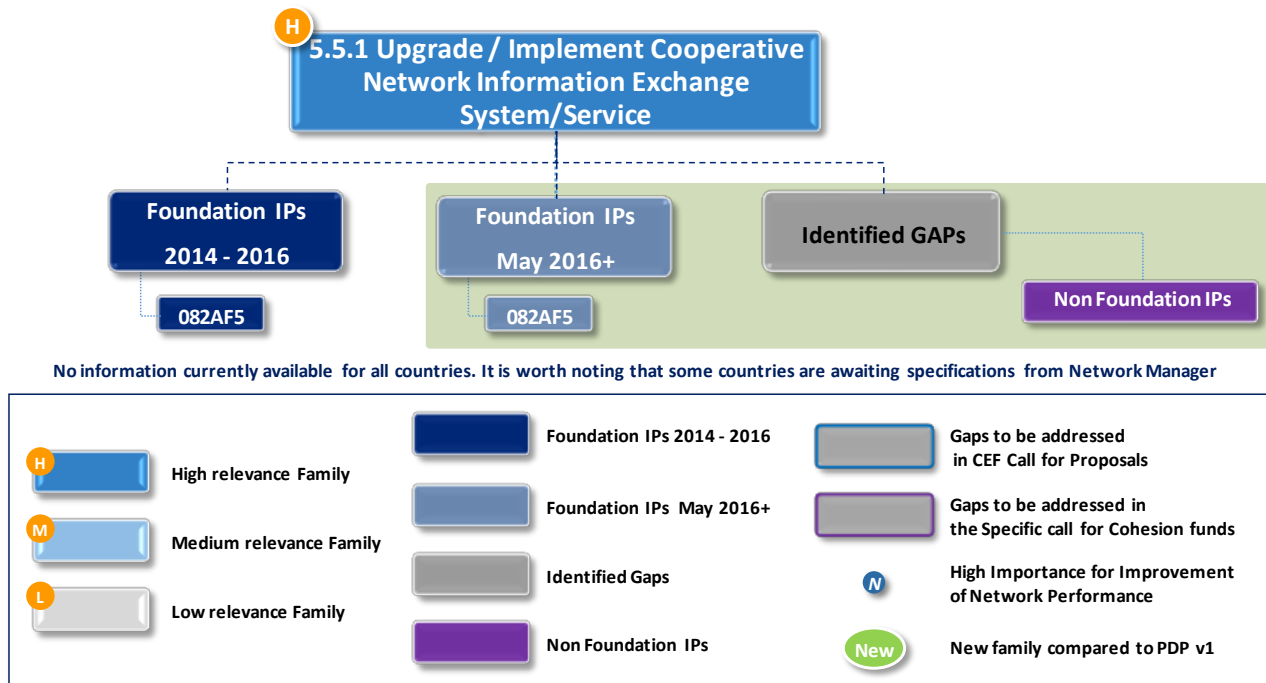 H
5.5.1 Upgrade / Implement Cooperative
Network Information Exchange
System/Service
Foundation IPs
2014 - 2016
Foundation IPs
May 2016+
Identified GAPs
Non Foundation IPs
082AF5
082AF5
No information currently available for all countries. It is worth noting that some countries are awaiting specifications from Network Manager
H
High relevance Family
M
Medium relevance Family
L
Low relevance Family
Foundation IPs 2014 - 2016
Foundation IPs May 2016+
Identified Gaps
Non Foundation IPs
Gaps to be addressed
in CEF Call for Proposals
Gaps to be addressed in
the Specific call for Cohesion funds
N
High Importance for Improvement
of Network Performance
New
New family compared to PDP v1